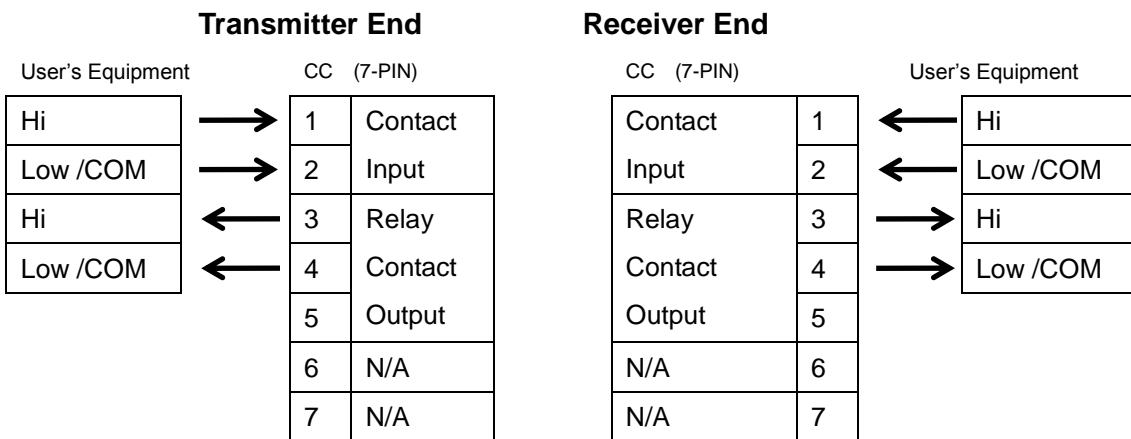 Transmitter End Receiver End
User's Equipment CC (7-PIN) CC (7-PIN) User's Equipment
Hi 1 Contact Contact 1 Hi
Low /COM 2 Input Input 2 Low /COM
Hi 3 Relay Relay 3 Hi
Low /COM 4 Contact Contact 4 Low /COM
5 Output Output 5
6 N/A N/A 6
7 N/A N/A 7